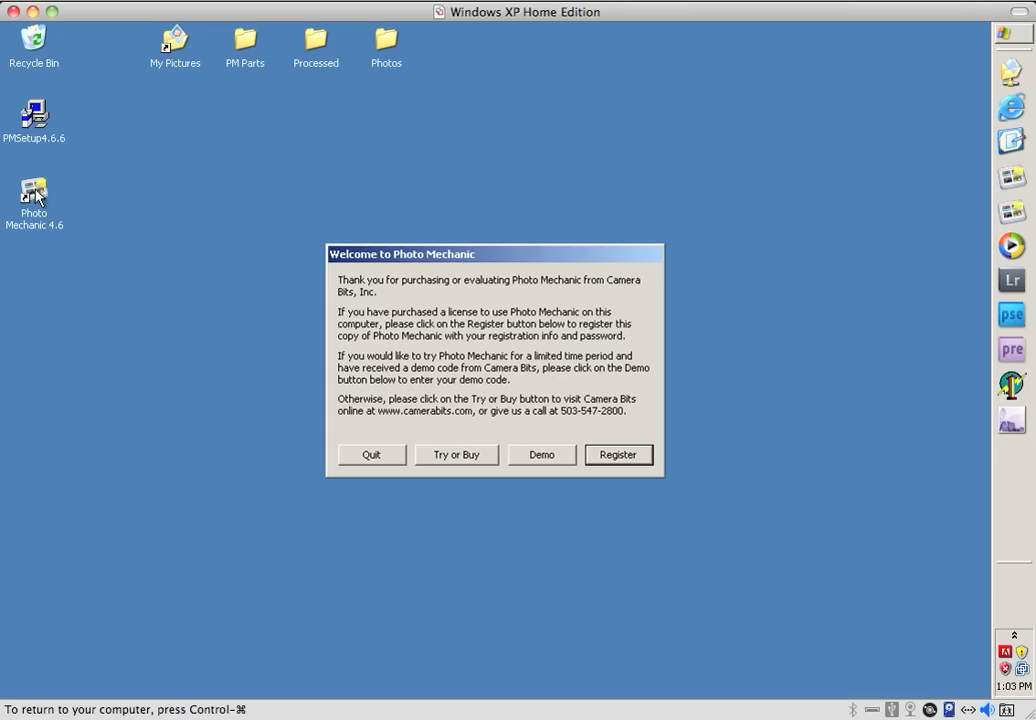 Windows XP Home Edition
Recycle Bin
My Pictures
PM Parts
Processed
Photos
PMSetup4.6.6
Photo
Mechanic 4.6
Welcome to Photo Mechanic
Thank you for purchasing or evaluating Photo Mechanic from Camera
Bits, Inc.
If you have purchased a license to use Photo Mechanic on this
computer, please click on the Register button below to register this
copy of Photo Mechanic with your registration info and password.
If you would like to try Photo Mechanic for a limited time period and
have received a demo code from Camera Bits, please click on the Demo
button below to enter your demo code.
Otherwise, please click on the Try or Buy button to visit Camera Bits
online at www.camerabits.com, or give us a call at 503-547-2800.
Quit
Try or Buy
Demo
Register
Lr
pse
pre
1:03 PM
To return to your computer, press Control-⌘